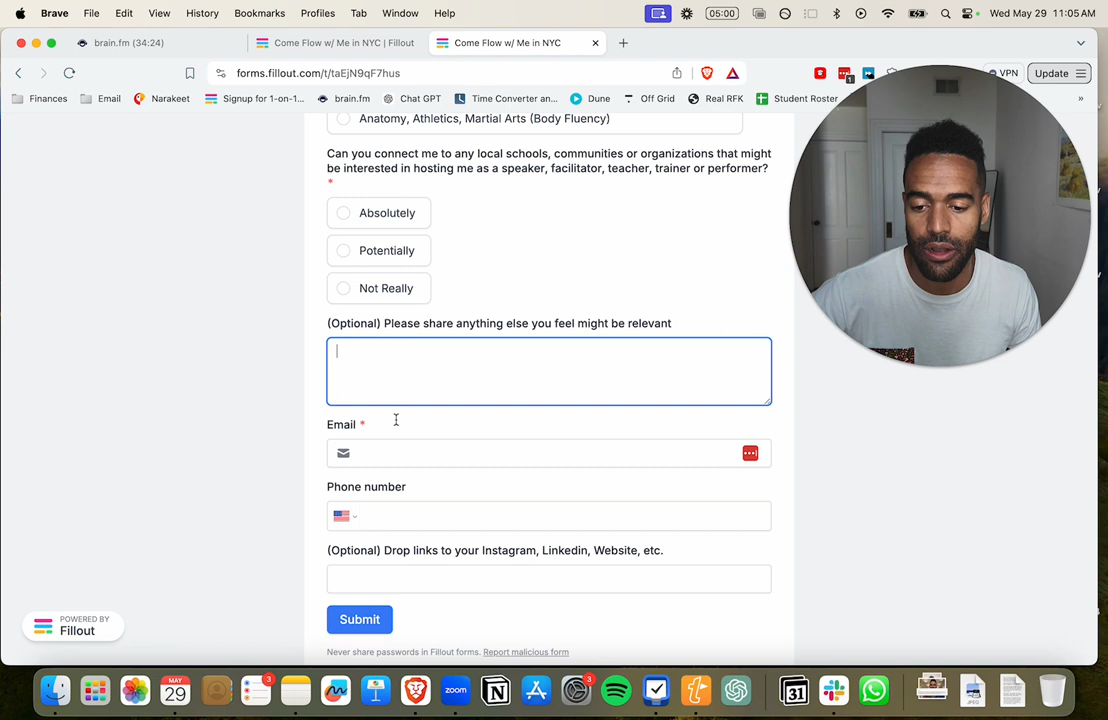 Brave File Edit View History Bookmarks Profiles Tab Window Help 05:00 Wed May 29 11:05 AM
brain.fm (34:24) Come Flow w/ Me in NYC | Fillout Come Flow w/ Me in NYC
forms.fillout.com/t/taEjN9qF7hus 1 VPN Update
Finances Email Narakeet Signup for 1-on-1... brain.fm Chat GPT Time Converter an... Dune Off Grid Real RFK Student Roster »
Anatomy, Athletics, Martial Arts (Body Fluency)
Can you connect me to any local schools, communities or organizations that might
be interested in hosting me as a speaker, facilitator, teacher, trainer or performer?
*
Absolutely
Potentially
Not Really
(Optional) Please share anything else you feel might be relevant
Email *
Phone number
(Optional) Drop links to your Instagram, Linkedin, Website, etc.
Submit
POWERED BY
Fillout
Never share passwords in Fillout forms. Report malicious form
MAY
29
3
zoom
N
3
31
JPEG